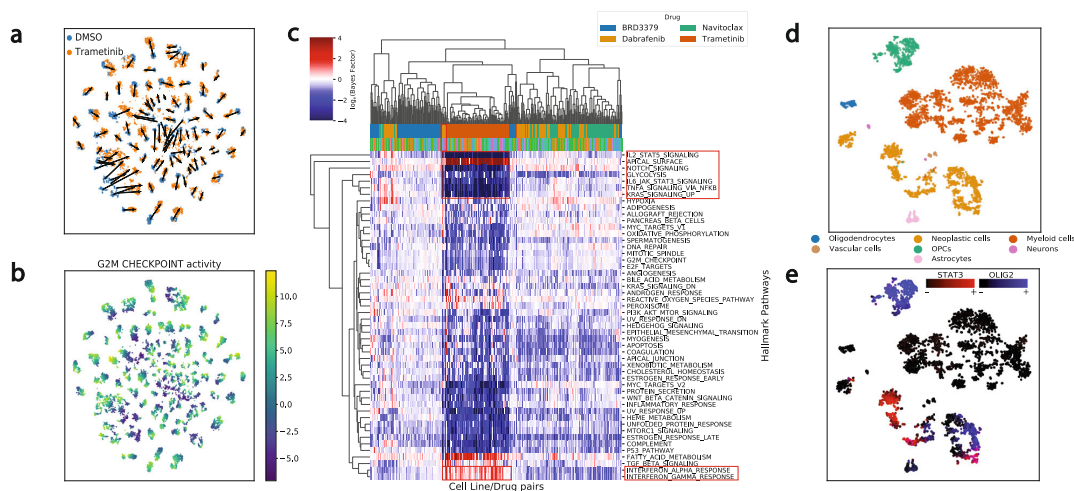 a
DMSO
Trametinib
b
G2M CHECKPOINT activity
10.0
7.5
5.0
2.5
0.0
−2.5
−5.0
c
Drug
BRD3379
Navitoclax
Dabrafenib
Trametinib
4
2
0
−2
−4
IL2_STAT5_SIGNALING
APICAL_SURFACE
NOTCH_SIGNALING
GLYCOLYSIS
IL6_JAK_STAT3_SIGNALING
TNFA_SIGNALING_VIA_NFKB
KRAS_SIGNALING_UP
HYPOXIA
ADIPOGENESIS
ALLOGRAFT_REJECTION
PANCREAS_BETA_CELLS
MYC_TARGETS_V1
OXIDATIVE_PHOSPHORYLATION
SPERMATOGENESIS
DNA_REPAIR
MITOTIC_SPINDLE
G2M_CHECKPOINT
E2F_TARGETS
ANGIOGENESIS
BILE_ACID_METABOLISM
KRAS_SIGNALING_DN
ANDROGEN_RESPONSE
REACTIVE_OXYGEN_SPECIES_PATHWAY
PEROXISOME
PI3K_AKT_MTOR_SIGNALING
UV_RESPONSE_DN
HEDGEHOG_SIGNALING
EPITHELIAL_MESENCHYMAL_TRANSITION
MYOGENESIS
APOPTOSIS
COAGULATION
APICAL_JUNCTION
XENOBIOTIC_METABOLISM
CHOLESTEROL_HOMEOSTASIS
ESTROGEN_RESPONSE_EARLY
MYC_TARGETS_V2
PROTEIN_SECRETION
WNT_BETA_CATENIN_SIGNALING
INFLAMMATORY_RESPONSE
UV_RESPONSE_UP
HEME_METABOLISM
UNFOLDED_PROTEIN_RESPONSE
MTORC1_SIGNALING
ESTROGEN_RESPONSE_LATE
COMPLEMENT
P53_PATHWAY
FATTY_ACID_METABOLISM
TGF_BETA_SIGNALING
INTERFERON_ALPHA_RESPONSE
INTERFERON_GAMMA_RESPONSE
Hallmark Pathways
Cell Line/Drug pairs
d
Oligodendrocytes
Neoplastic cells
Myeloid cells
Vascular cells
OPCs
Neurons
Astrocytes
e
STAT3
OLIG2
− + − +